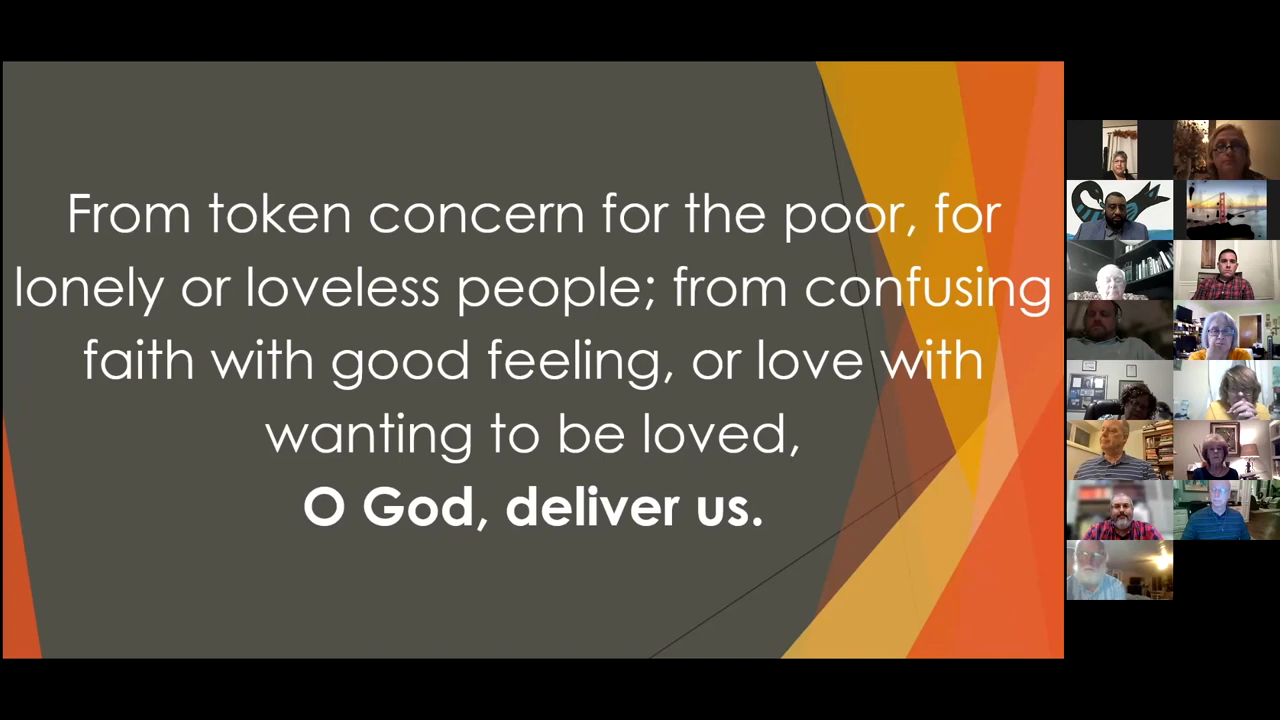 From token concern for the poor, for
lonely or loveless people; from confusing
faith with good feeling, or love with
wanting to be loved,
O God, deliver us.